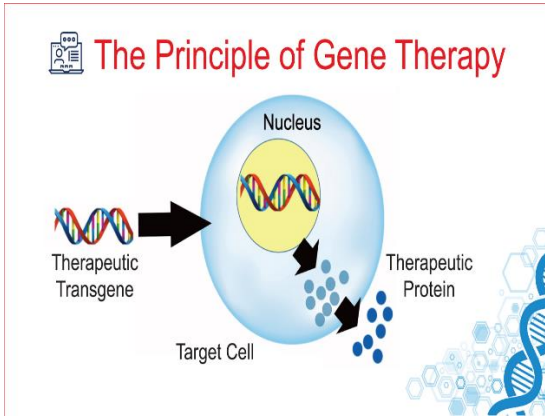 The Principle of Gene Therapy
Nucleus
Therapeutic
Transgene
Therapeutic
Protein
Target Cell